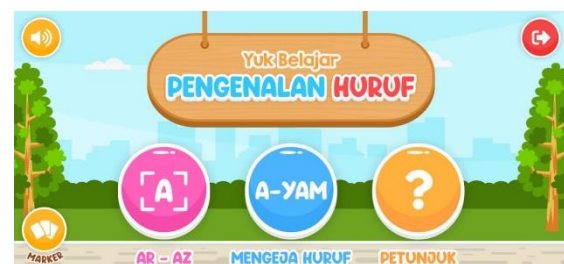 Yuk Belajar
PENGENALAN HURUF
A
A-YAM
?
MARKER
AR - AZ
MENGEJA HURUF
PETUNJUK